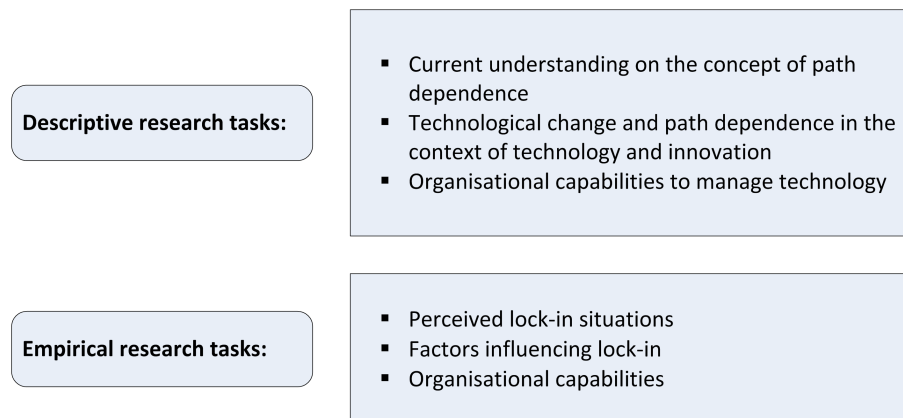 Descriptive research tasks:
▪ Current understanding on the concept of path
dependence
▪ Technological change and path dependence in the
context of technology and innovation
▪ Organisational capabilities to manage technology
Empirical research tasks:
▪ Perceived lock-in situations
▪ Factors influencing lock-in
▪ Organisational capabilities